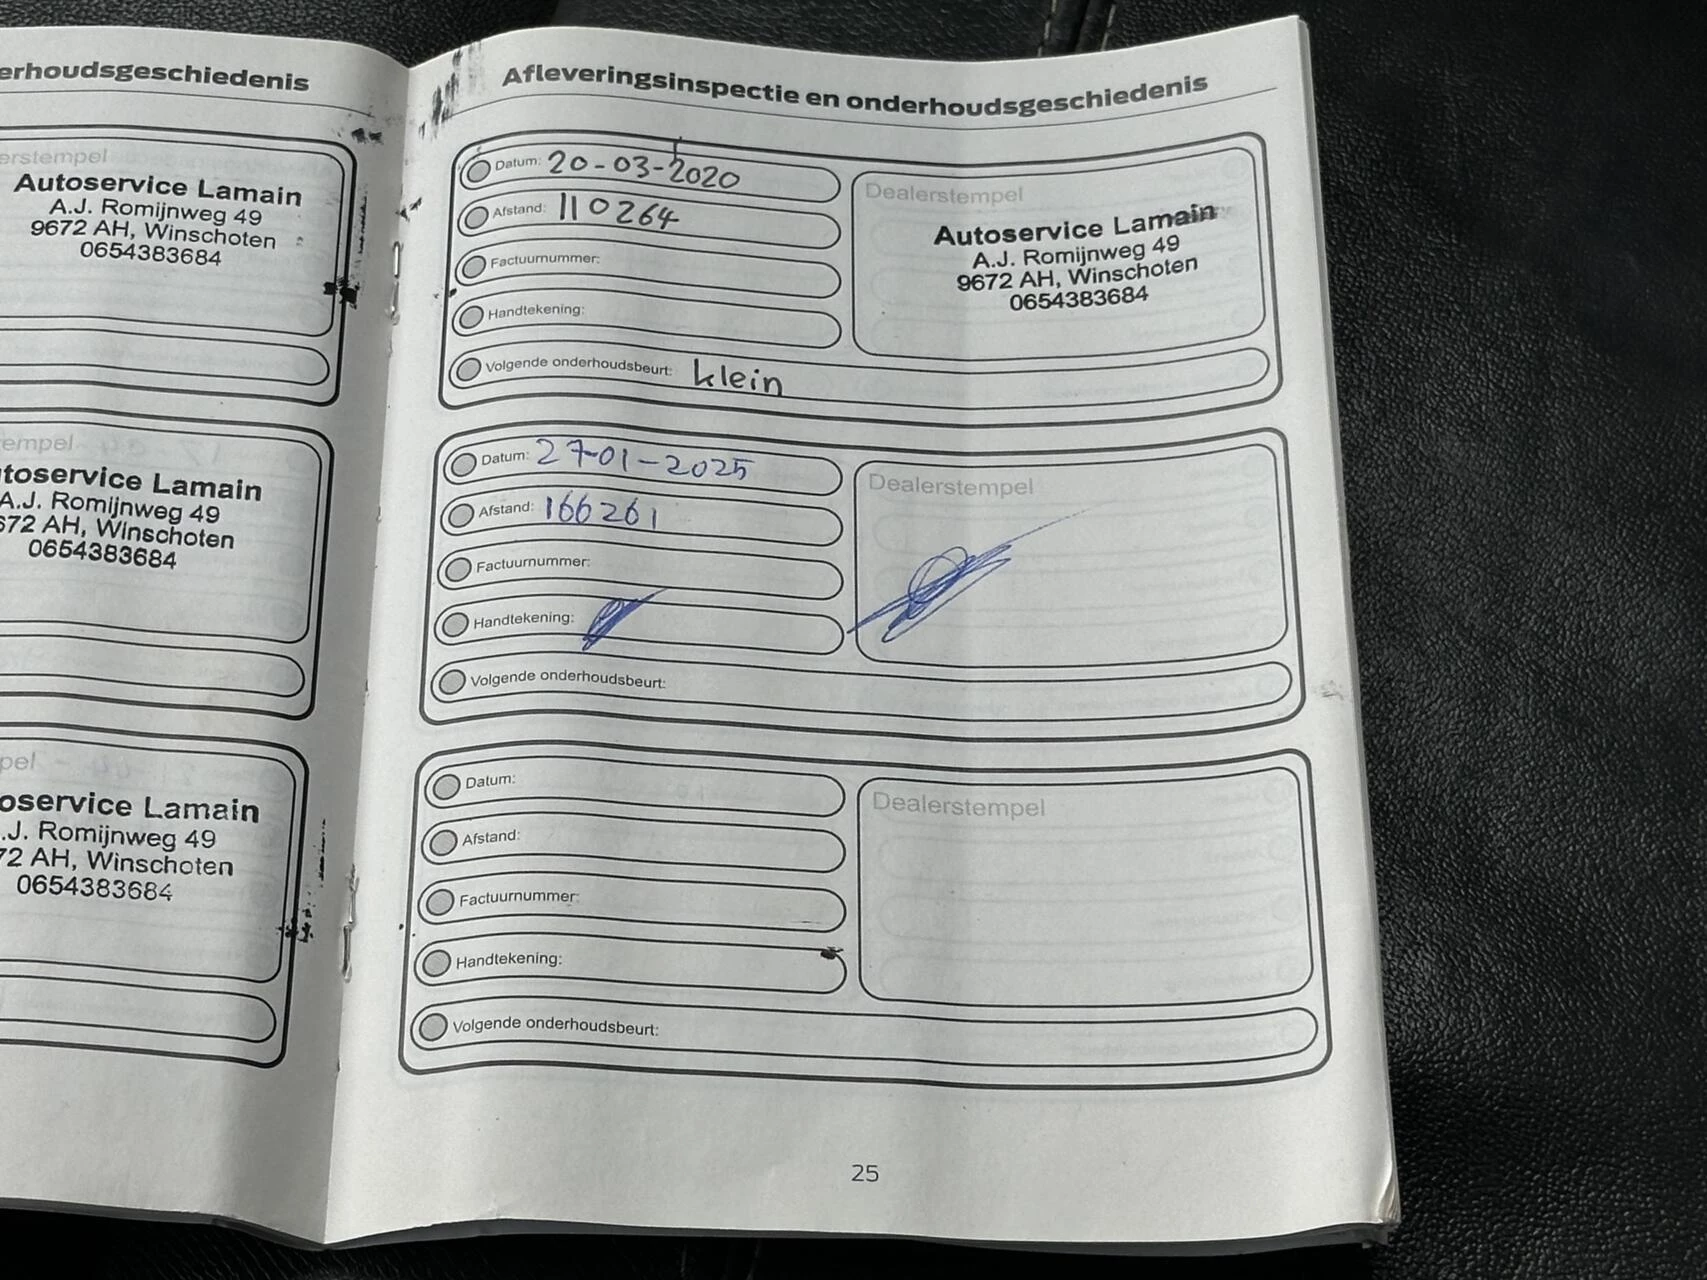 erhoudsgeschiedenis
erstempel
Autoservice Lamain
A.J. Romijnweg 49
9672 AH, Winschoten
0654383684
empel
toservice Lamain
A.J. Romijnweg 49
672 AH, Winschoten
0654383684
pel
oservice Lamain
.J. Romijnweg 49
72 AH, Winschoten
0654383684
Afleveringsinspectie en onderhoudsgeschiedenis
Datum: 20-03-2020
Afstand: 110264
Factuurnummer:
Handtekening:
Volgende onderhoudsbeurt: klein
Dealerstempel
Autoservice Lamain
A.J. Romijnweg 49
9672 AH, Winschoten
0654383684
Datum: 27-01-2025
Afstand: 166261
Factuurnummer:
Handtekening:
Volgende onderhoudsbeurt:
Dealerstempel
Datum:
Afstand:
Factuurnummer:
Handtekening:
Volgende onderhoudsbeurt:
Dealerstempel
25